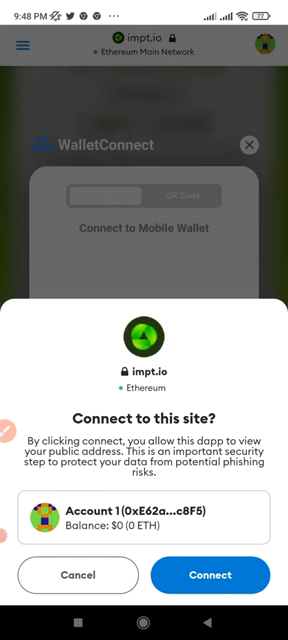 9:48 PM
77
impt.io
Ethereum Main Network
WalletConnect
QR Code
Connect to Mobile Wallet
impt.io
Ethereum
Connect to this site?
By clicking connect, you allow this dapp to view
your public address. This is an important security
step to protect your data from potential phishing
risks.
Account 1 (0xE62a...c8F5)
Balance: $0 (0 ETH)
Cancel
Connect